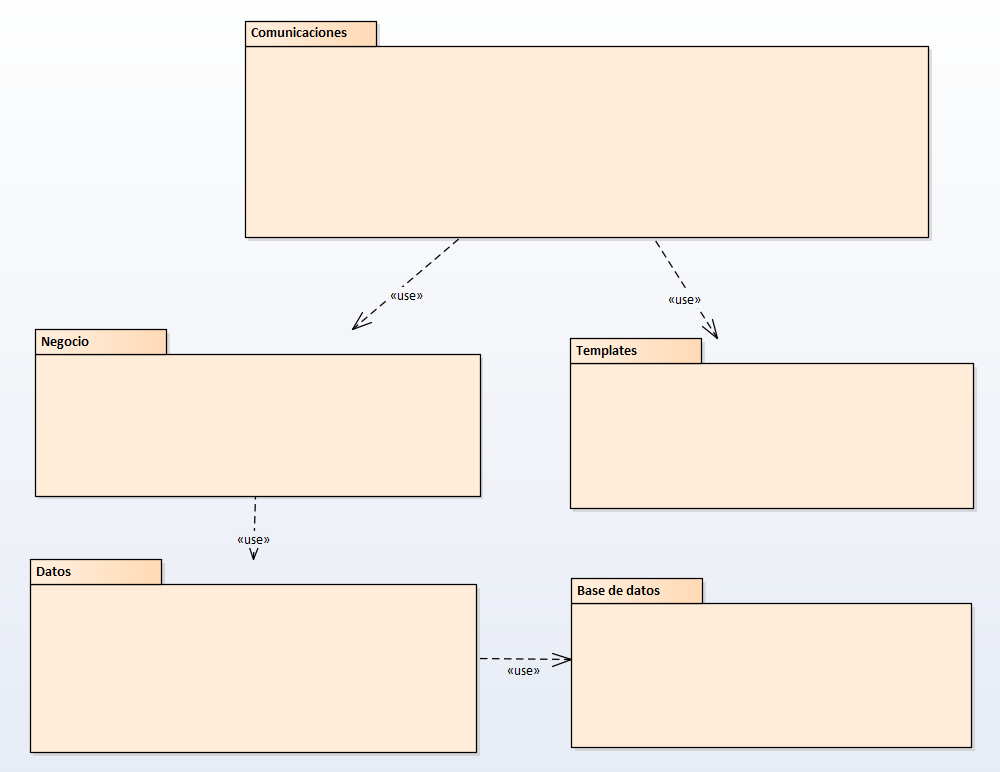 Comunicaciones
«use»
«use»
Negocio
Templates
«use»
Datos
Base de datos
«use»